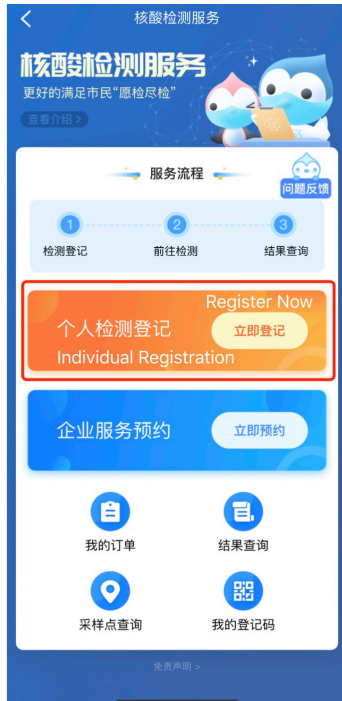 核酸检测服务
核酸检测服务
更好的满足市民“愿检尽检”
查看介绍 >
服务流程
问题反馈
1 2 3
检测登记 前往检测 结果查询
Register Now
个人检测登记 立即登记
Individual Registration
企业服务预约 立即预约
我的订单 结果查询
采样点查询 我的登记码
免责声明 >